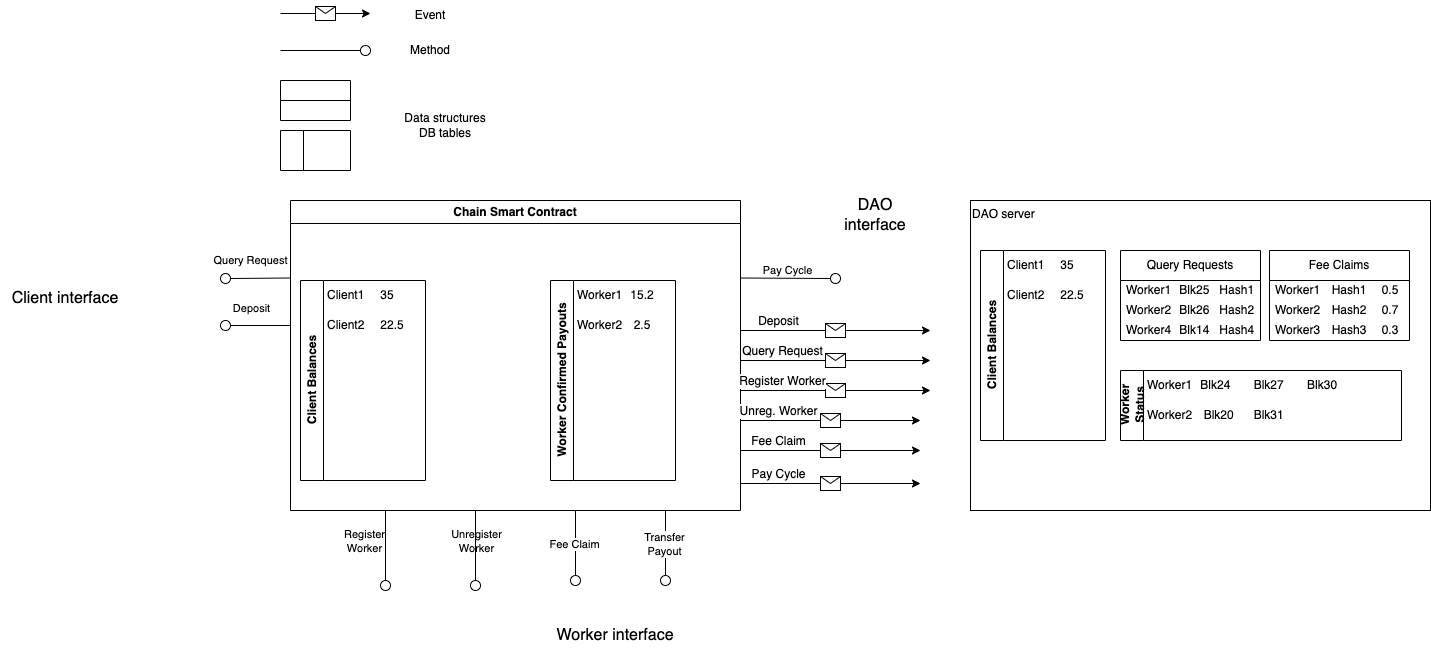 Event
Method
Data structures
DB tables
Chain Smart Contract
DAO
interface
DAO server
Client interface
Query Request
Deposit
Client Balances
Client1 35
Client2 22.5
Worker Confirmed Payouts
Worker1 15.2
Worker2 2.5
Pay Cycle
Deposit
Query Request
Register Worker
Unreg. Worker
Fee Claim
Pay Cycle
Client Balances
Client1 35
Client2 22.5
Query Requests
Worker1 Blk25 Hash1
Worker2 Blk26 Hash2
Worker4 Blk14 Hash4
Fee Claims
Worker1 Hash1 0.5
Worker2 Hash2 0.7
Worker3 Hash3 0.3
Worker
Status
Worker1 Blk24 Blk27 Blk30
Worker2 Blk20 Blk31
Register
Worker
Unregister
Worker
Fee Claim
Transfer
Payout
Worker interface